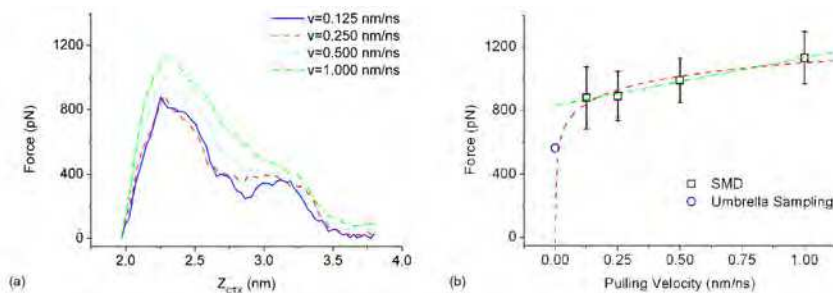 v=0.125 nm/ns
v=0.250 nm/ns
v=0.500 nm/ns
v=1.000 nm/ns
1200
800
400
0
Force (pN)
2.0
2.5
3.0
3.5
4.0
Z_CTX (nm)
(a)
1200
800
400
0
Force (pN)
SMD
Umbrella Sampling
0.00
0.25
0.50
0.75
1.00
Pulling Velocity (nm/ns)
(b)